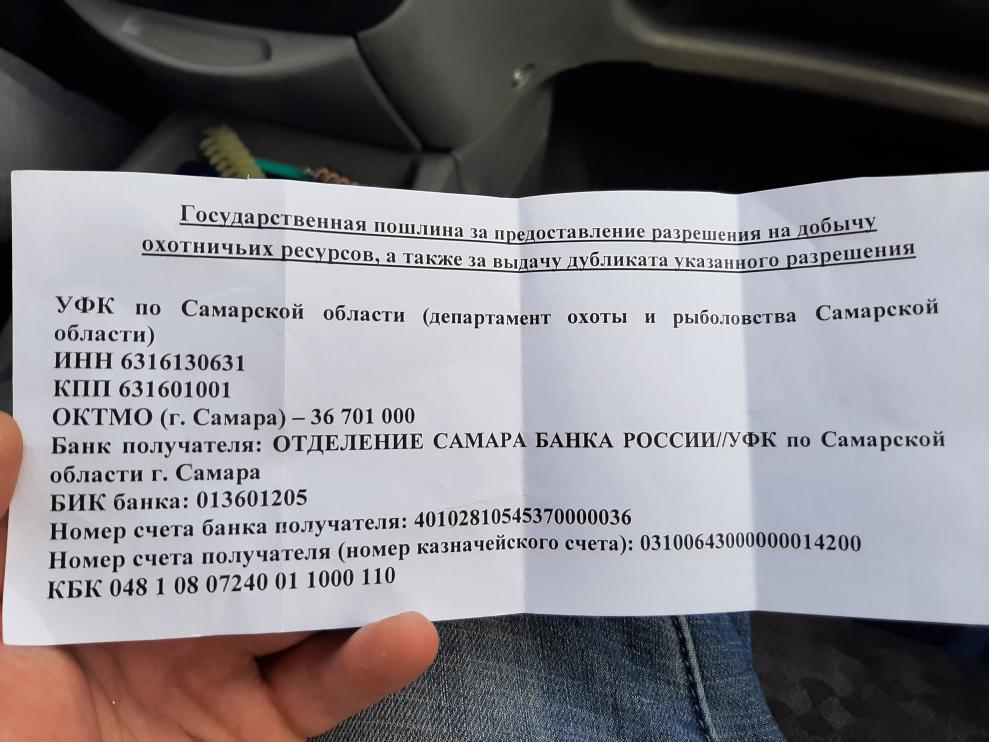 Государственная пошлина за предоставление разрешения на добычу
охотничьих ресурсов, а также за выдачу дубликата указанного разрешения
УФК по Самарской области (департамент охоты и рыболовства Самарской
области)
ИНН 6316130631
КПП 631601001
ОКТМО (г. Самара) – 36 701 000
Банк получателя: ОТДЕЛЕНИЕ САМАРА БАНКА РОССИИ//УФК по Самарской
области г. Самара
БИК банка: 013601205
Номер счета банка получателя: 40102810545370000036
Номер счета получателя (номер казначейского счета): 03100643000000014200
КБК 048 1 08 07240 01 1000 110